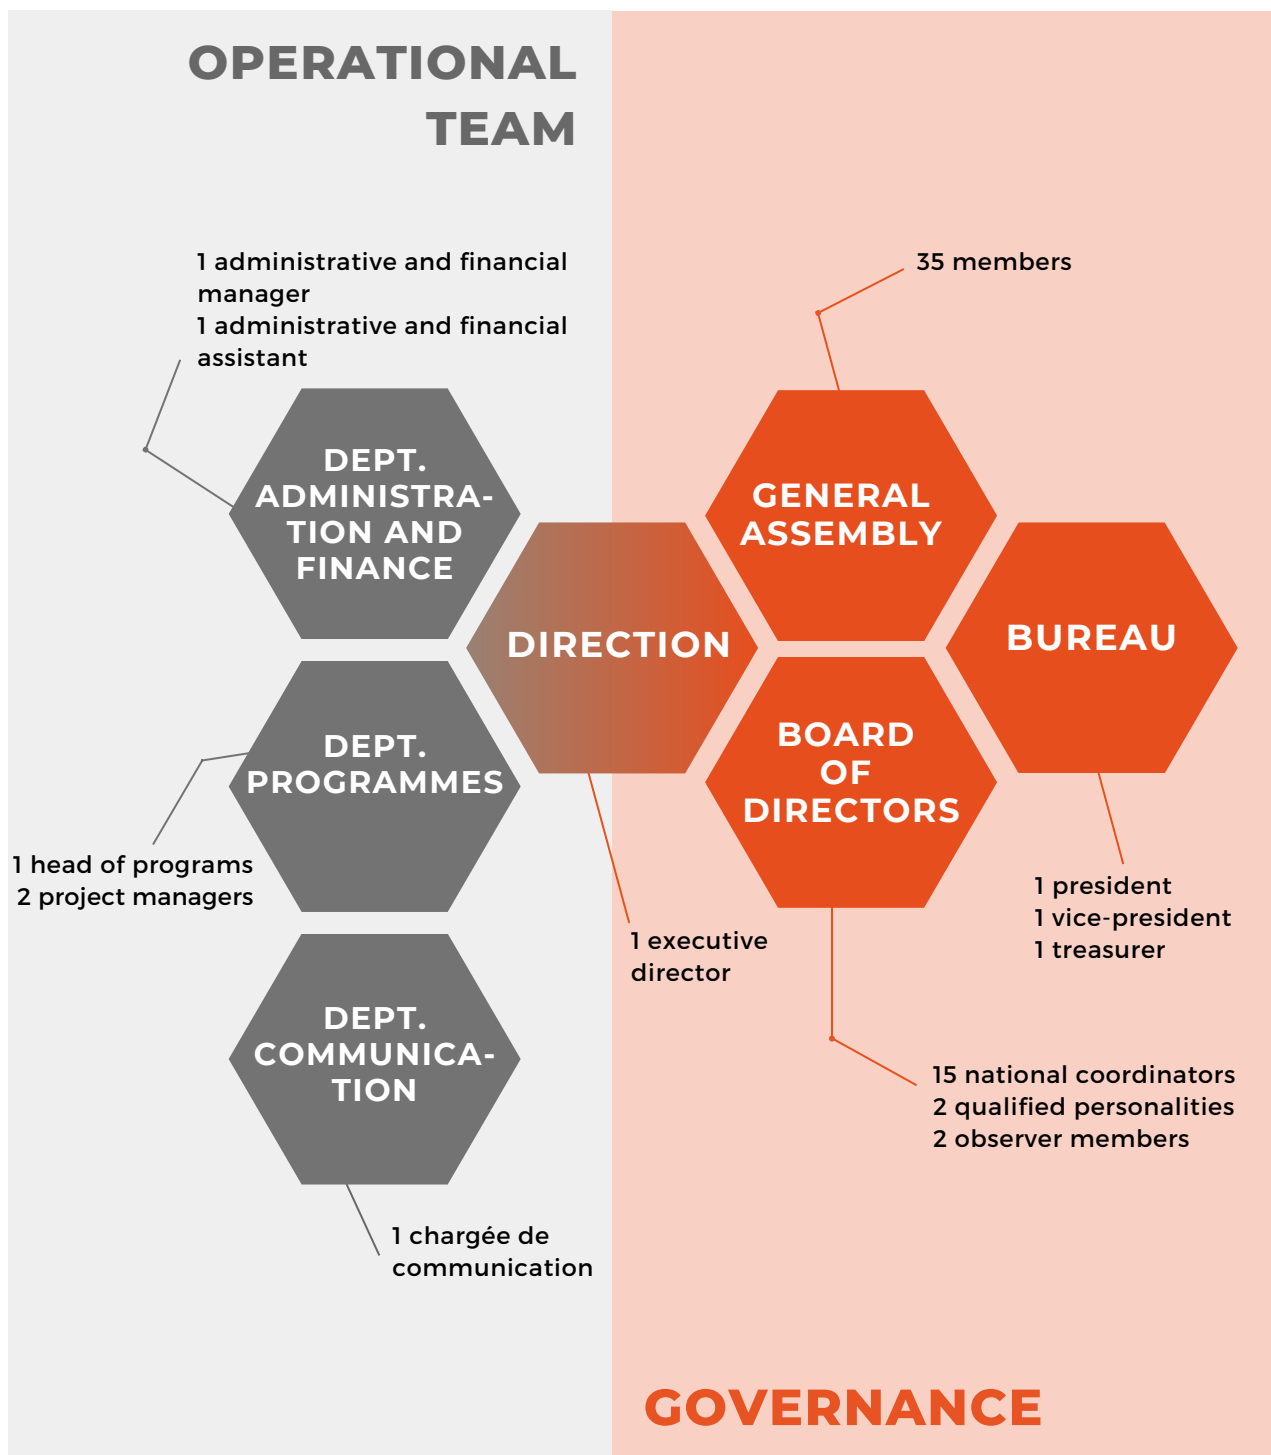 OPERATIONAL
TEAM
1 administrative and financial
manager
1 administrative and financial
assistant
35 members
DEPT.
ADMINISTRA-
TION AND
FINANCE
GENERAL
ASSEMBLY
DIRECTION
BUREAU
DEPT.
PROGRAMMES
BOARD
OF
DIRECTORS
1 head of programs
2 project managers
1 executive
director
1 president
1 vice-president
1 treasurer
DEPT.
COMMUNICA-
TION
15 national coordinators
2 qualified personalities
2 observer members
1 chargée de
communication
GOVERNANCE